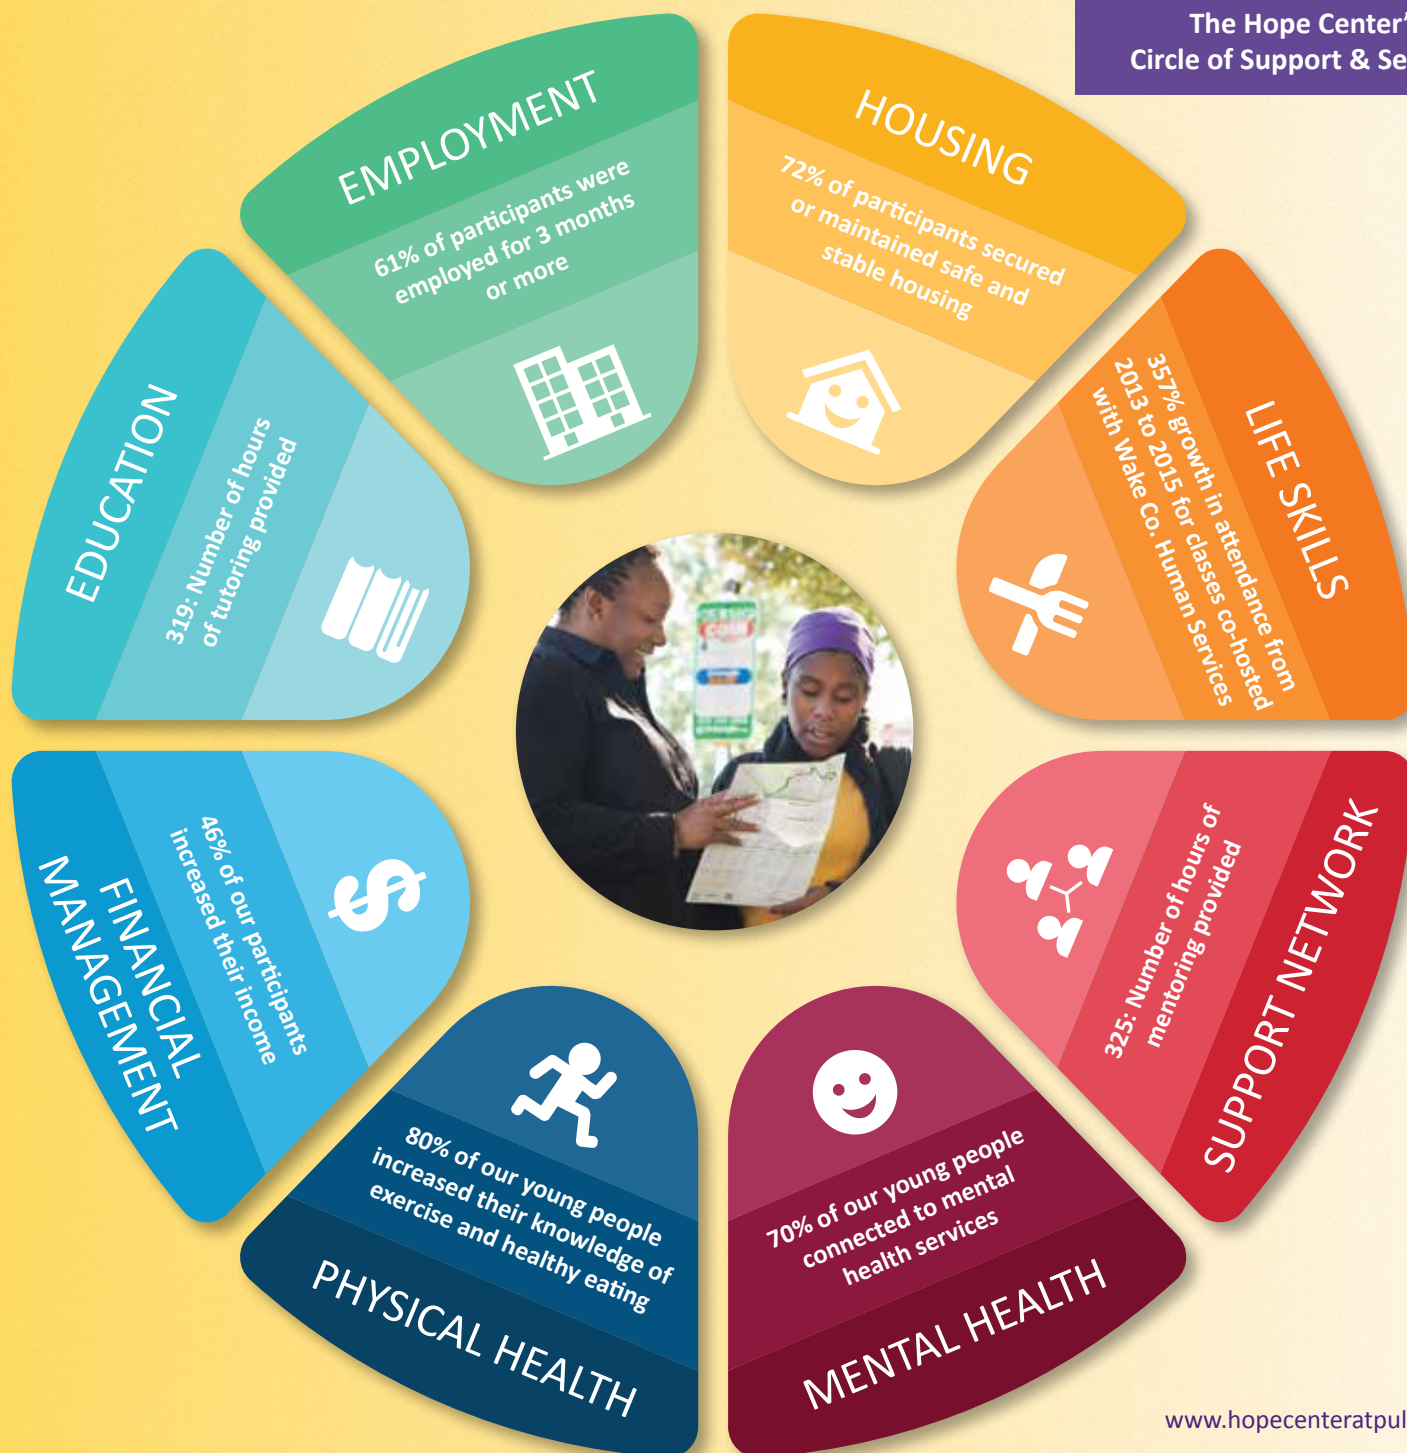 The Hope Center'
Circle of Support & Se
EMPLOYMENT
61% of participants were
employed for 3 months
or more
HOUSING
72% of participants secured
or maintained safe and
stable housing
LIFE SKILLS
357% growth in attendance from
2013 to 2015 for classes co-hosted
with Wake Co. Human Services
SUPPORT NETWORK
325: Number of hours of
mentoring provided
MENTAL HEALTH
70% of our young people
connected to mental
health services
PHYSICAL HEALTH
80% of our young people
increased their knowledge of
exercise and healthy eating
FINANCIAL
MANAGEMENT
46% of our participants
increased their income
EDUCATION
319: Number of hours
of tutoring provided
COIN
$
www.hopecenteratpul